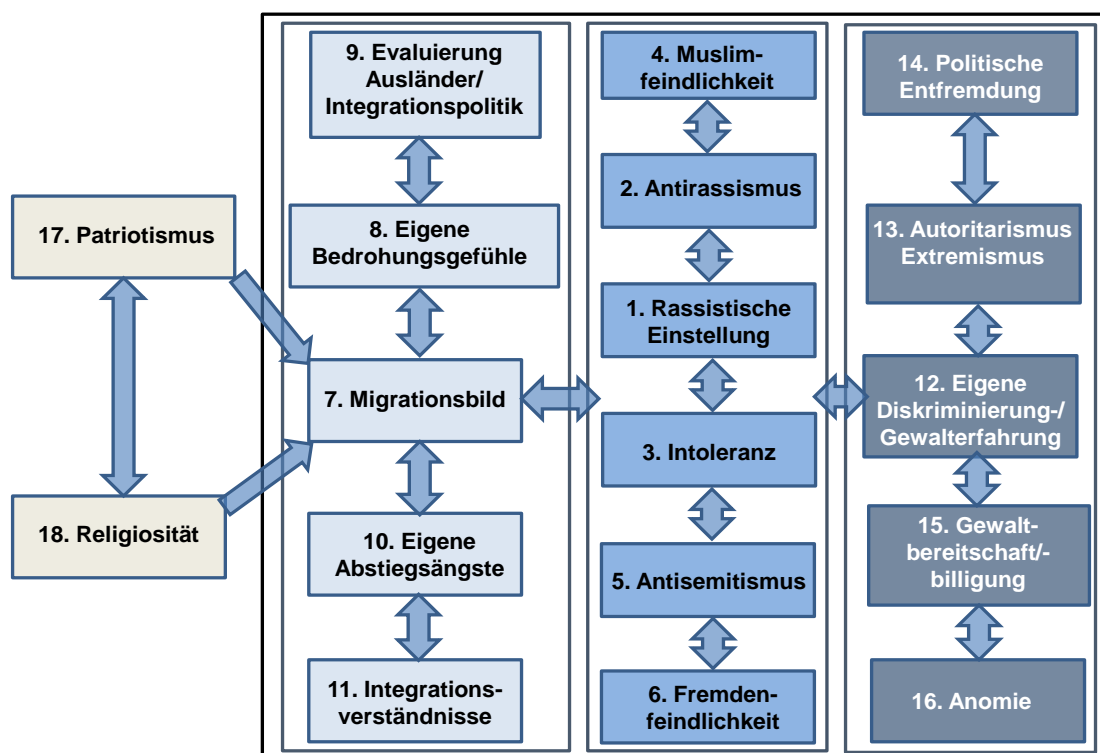 17. Patriotismus
18. Religiosität
9. Evaluierung
Ausländer/
Integrationspolitik
8. Eigene
Bedrohungsgefühle
7. Migrationsbild
10. Eigene
Abstiegsängste
11. Integrations-
verständnisse
4. Muslim-
feindlichkeit
2. Antirassismus
1. Rassistische
Einstellung
3. Intoleranz
5. Antisemitismus
6. Fremden-
feindlichkeit
14. Politische
Entfremdung
13. Autoritarismus
Extremismus
12. Eigene
Diskriminierung-/
Gewalterfahrung
15. Gewalt-
bereitschaft/-
billigung
16. Anomie